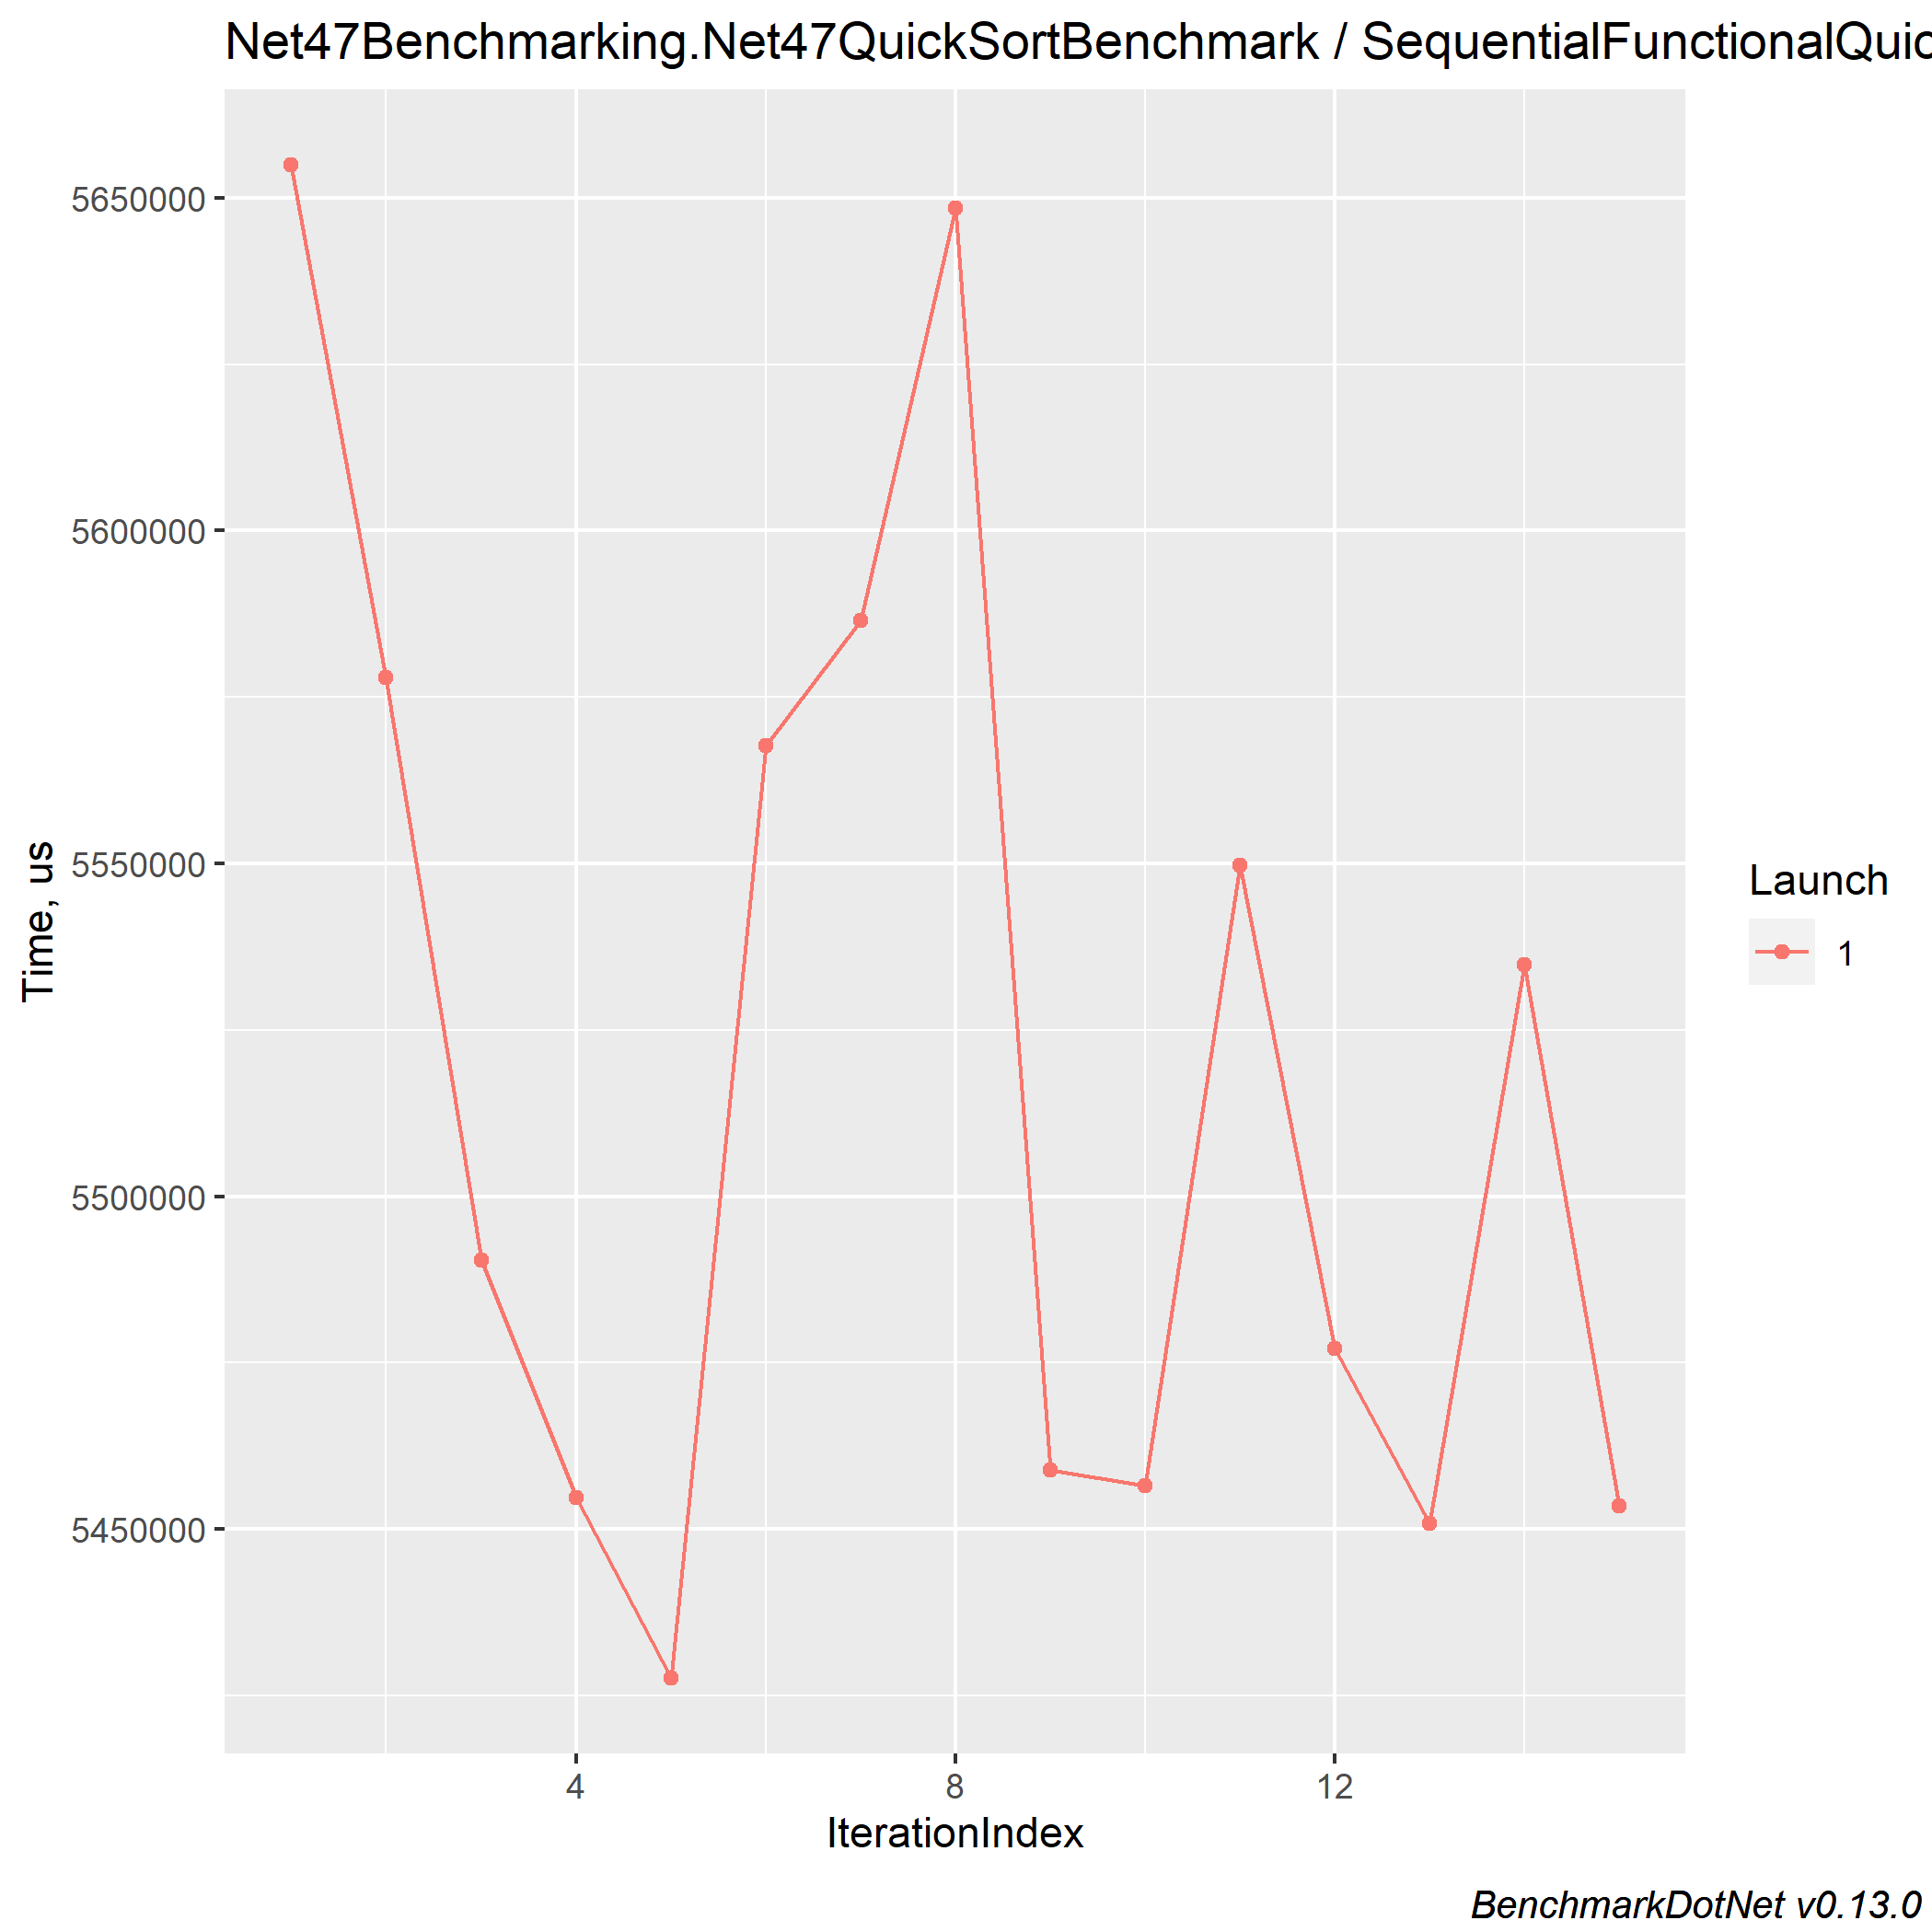 Net47Benchmarking.Net47QuickSortBenchmark / SequentialFunctionalQuic
5650000
5600000
5550000
5500000
5450000
Time, us
4
8
12
IterationIndex
Launch
1
BenchmarkDotNet v0.13.0